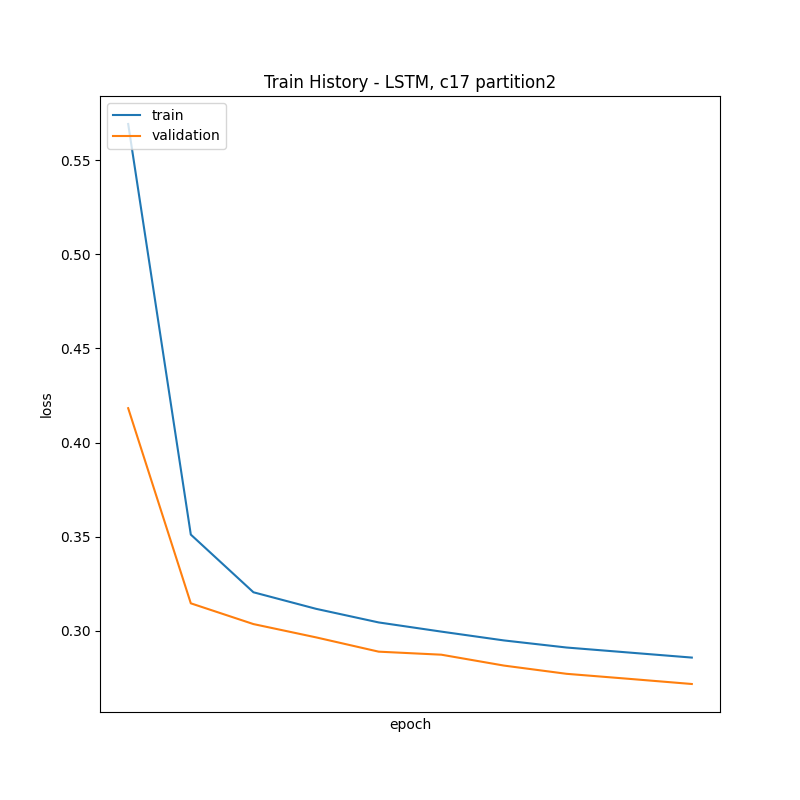 Train History - LSTM, c17 partition2
train
validation
0.55
0.50
0.45
0.40
0.35
0.30
loss
epoch